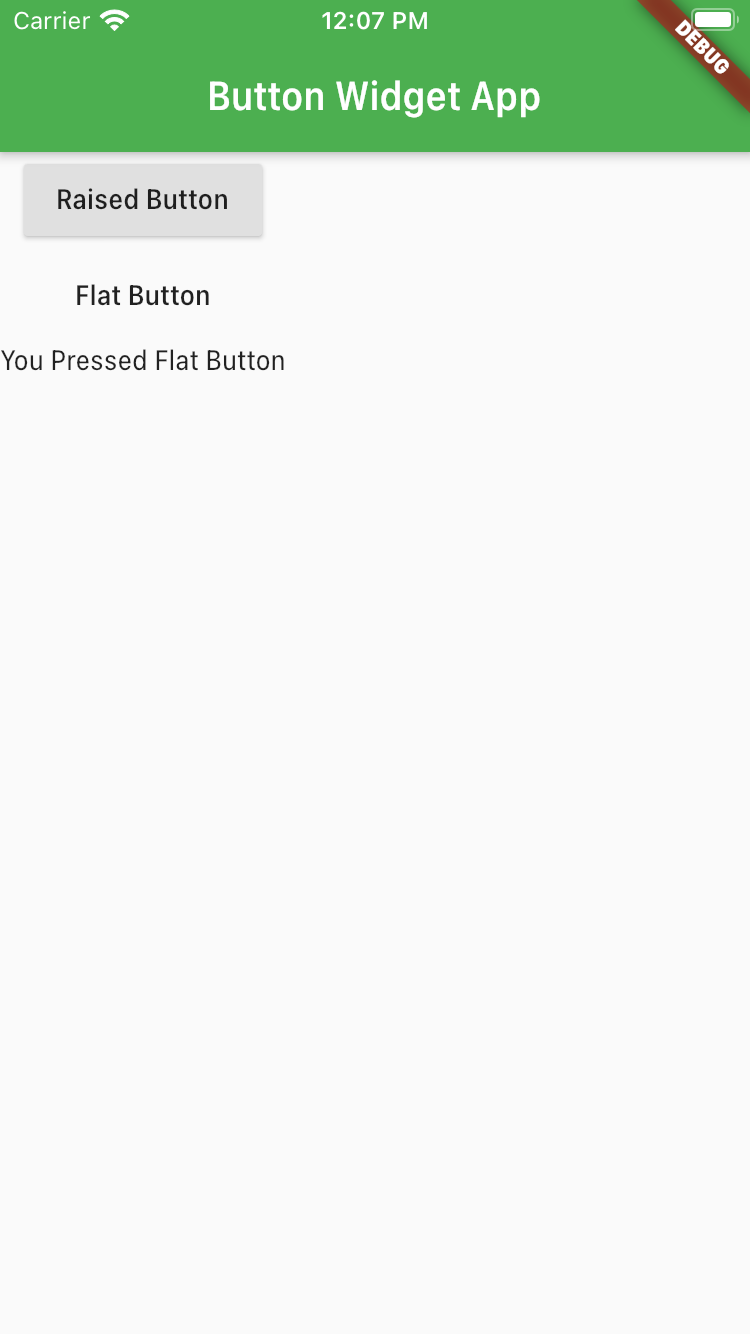 Carrier 12:07 PM
DEBUG
Button Widget App
Raised Button
Flat Button
You Pressed Flat Button